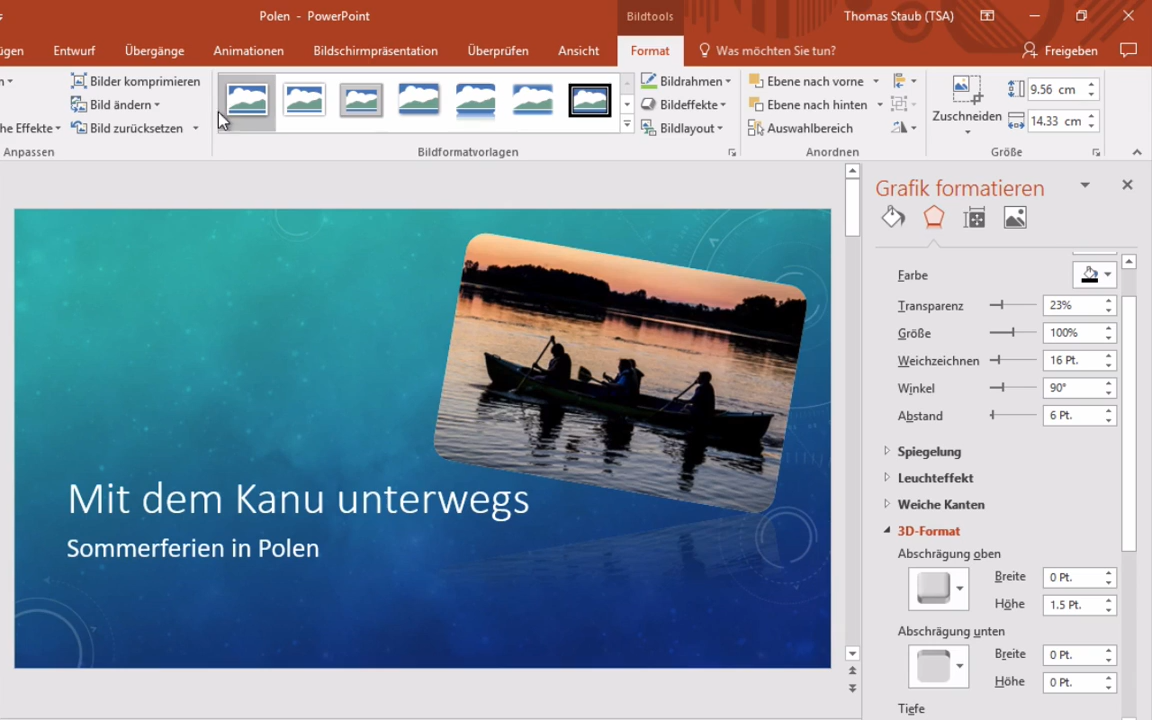 Polen - PowerPoint
Bildtools
Thomas Staub (TSA)
Entwurf
Übergänge
Animationen
Bildschirmpräsentation
Überprüfen
Ansicht
Format
Was möchten Sie tun?
Freigeben
Bilder komprimieren
Bild ändern
he Effekte
Bild zurücksetzen
Anpassen
Bildformatvorlagen
Bildrahmen
Bildeffekte
Bildlayout
Ebene nach vorne
Ebene nach hinten
Auswahlbereich
Anordnen
Zuschneiden
9.56 cm
14.33 cm
Größe
Grafik formatieren
Farbe
Transparenz 23%
Größe 100%
Weichzeichnen 16 Pt.
Winkel 90°
Abstand 6 Pt.
Spiegelung
Leuchteffekt
Weiche Kanten
3D-Format
Abschrägung oben
Breite 0 Pt.
Höhe 1.5 Pt.
Abschrägung unten
Breite 0 Pt.
Höhe 0 Pt.
Tiefe
Mit dem Kanu unterwegs
Sommerferien in Polen